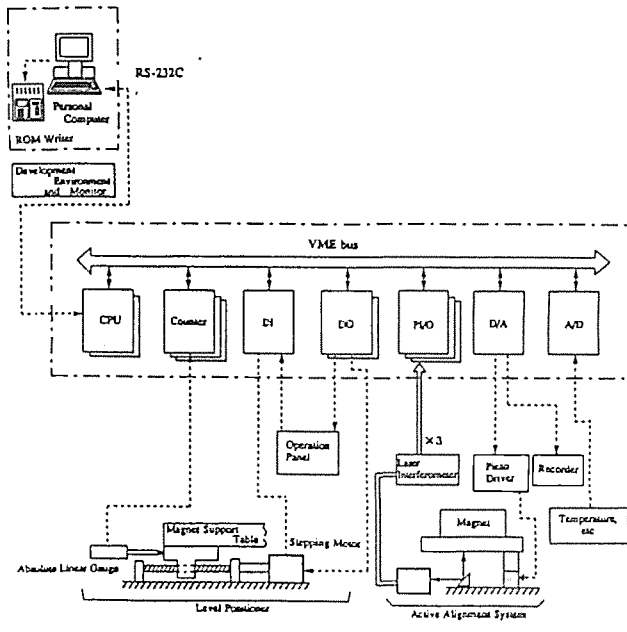 RS-232C
Personal
Computer
ROM Writer
Development
Environment
and Monitor
VME bus
CPU
Counter
DI
DO
PI/O
D/A
A/D
×3
Operation
Panel
Laser
Interferometer
Piezo
Driver
Recorder
Magnet Support
Table
Magnet
Temperature,
etc
Stepping Motor
Absolute Linear Gauge
Level Positioner
Active Alignment System